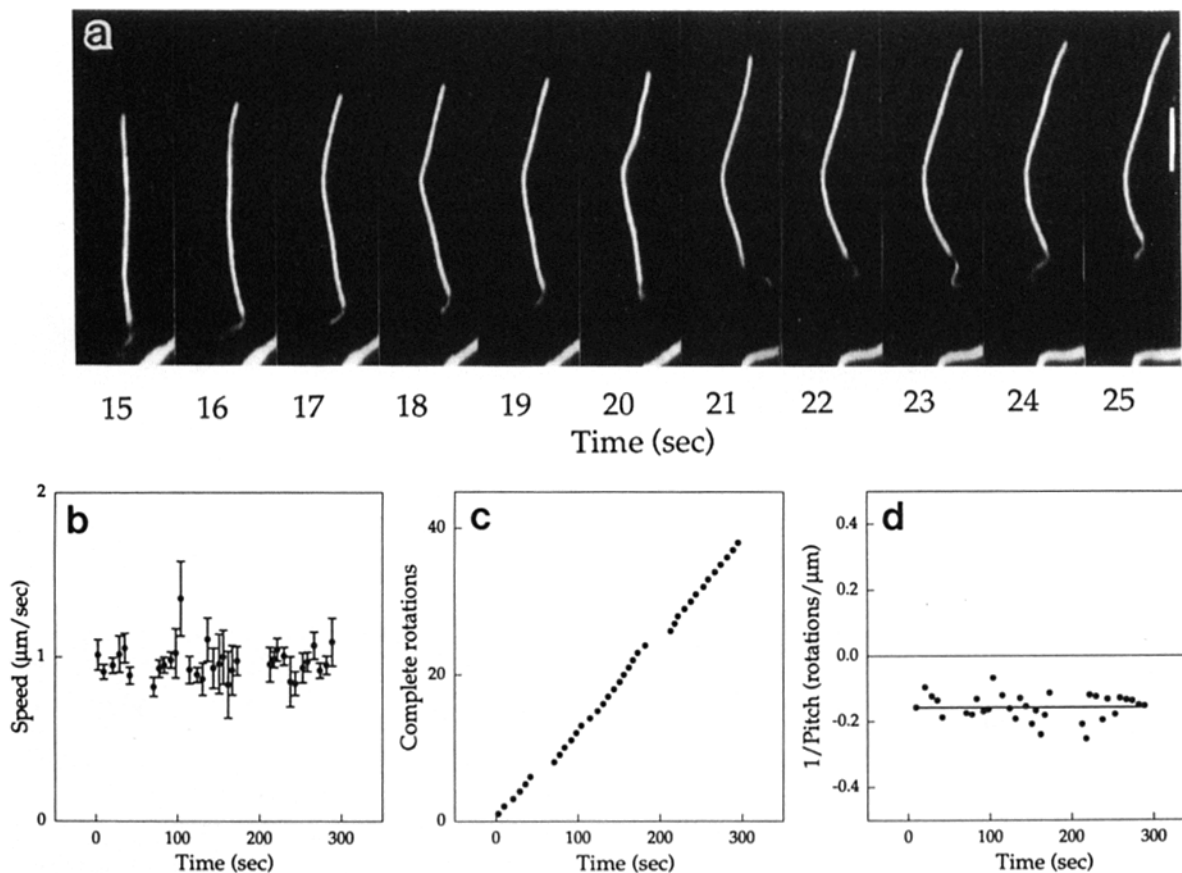 a
15 16 17 18 19 20 21 22 23 24 25
Time (sec)
b
2
1
0
Speed (μm/sec)
0 100 200 300
Time (sec)
c
40
20
0
Complete rotations
0 100 200 300
Time (sec)
d
0.4
0.2
0.0
-0.2
-0.4
1/Pitch (rotations/μm)
0 100 200 300
Time (sec)